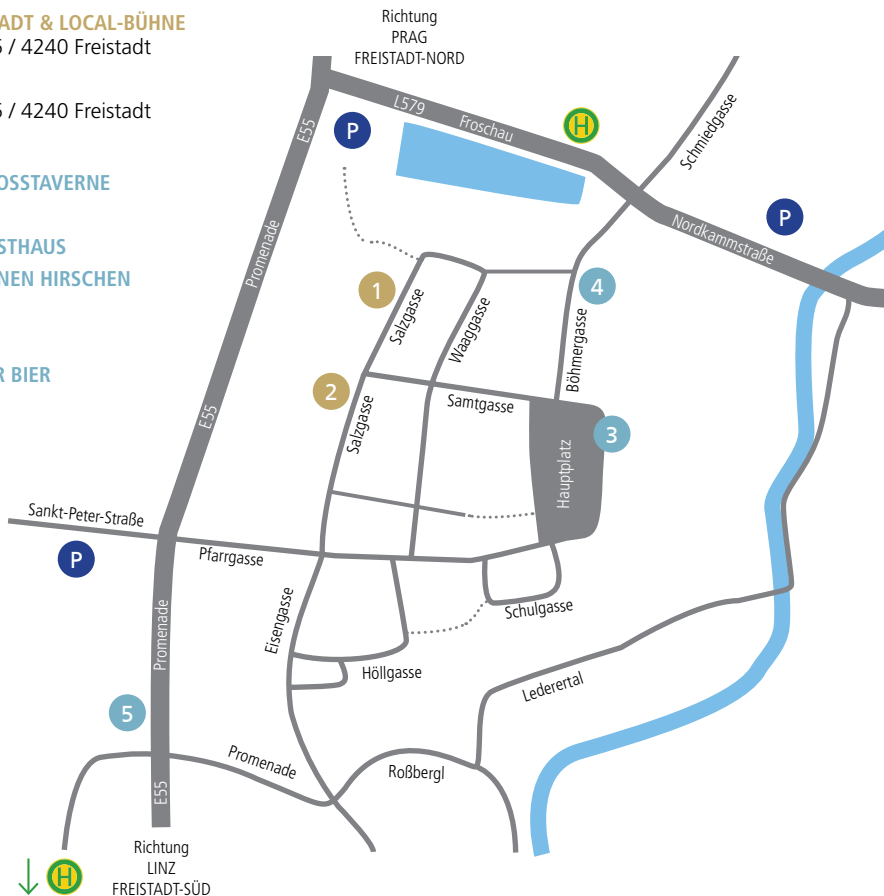 ADT & LOCAL-BÜHNE
/ 4240 Freistadt
/ 4240 Freistadt
OSSTAVERNE
STHAUS
NEN HIRSCHEN
R BIER
Richtung
PRAG
FREISTADT-NORD
L579
Froschau
H
E55
P
Schmiedgasse
P
Nordkammstraße
Promenade
1
Salzgasse
Waaggasse
4
Böhmergasse
2
Salzgasse
Samtgasse
3
Hauptplatz
E55
Sankt-Peter-Straße
P
Pfarrgasse
Promenade
Eisengasse
Schulgasse
Höllgasse
Lederertal
5
Promenade
Roßbergl
E55
Richtung
LINZ
FREISTADT-SÜD
H